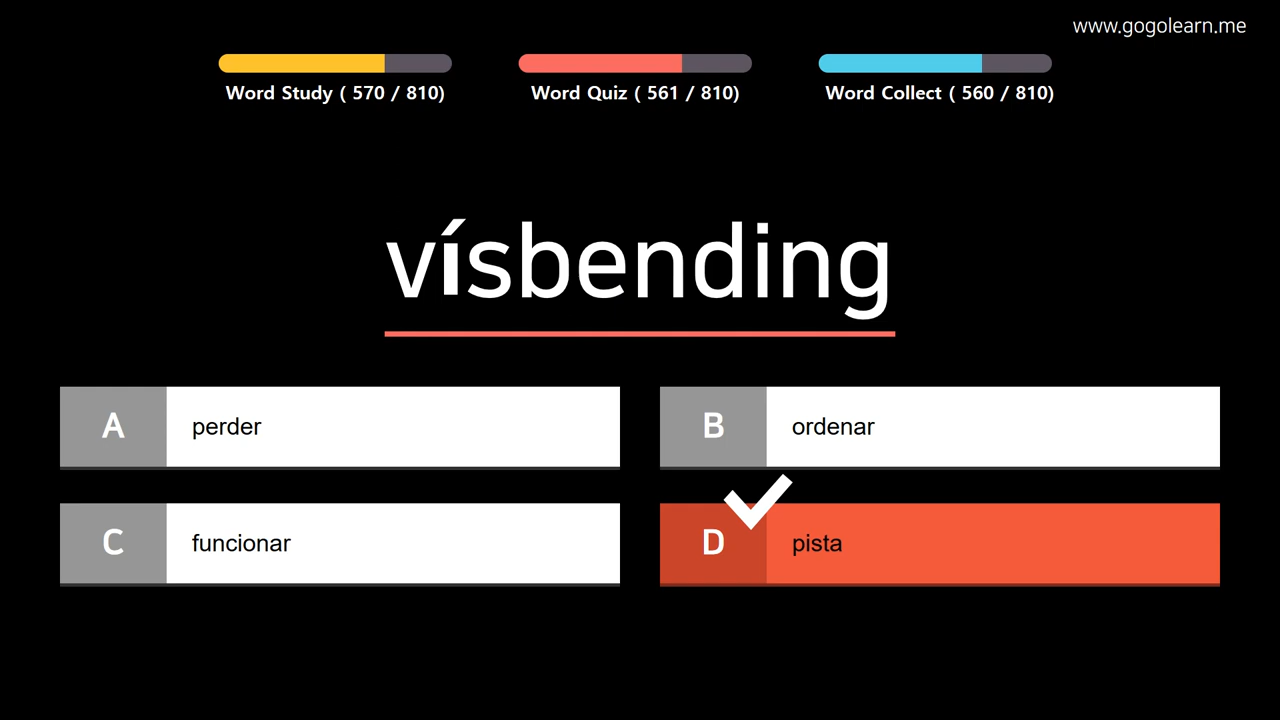 www.gogolearn.me
Word Study ( 570 / 810)
Word Quiz ( 561 / 810)
Word Collect ( 560 / 810)
vísbending
A perder
B ordenar
C funcionar
D pista